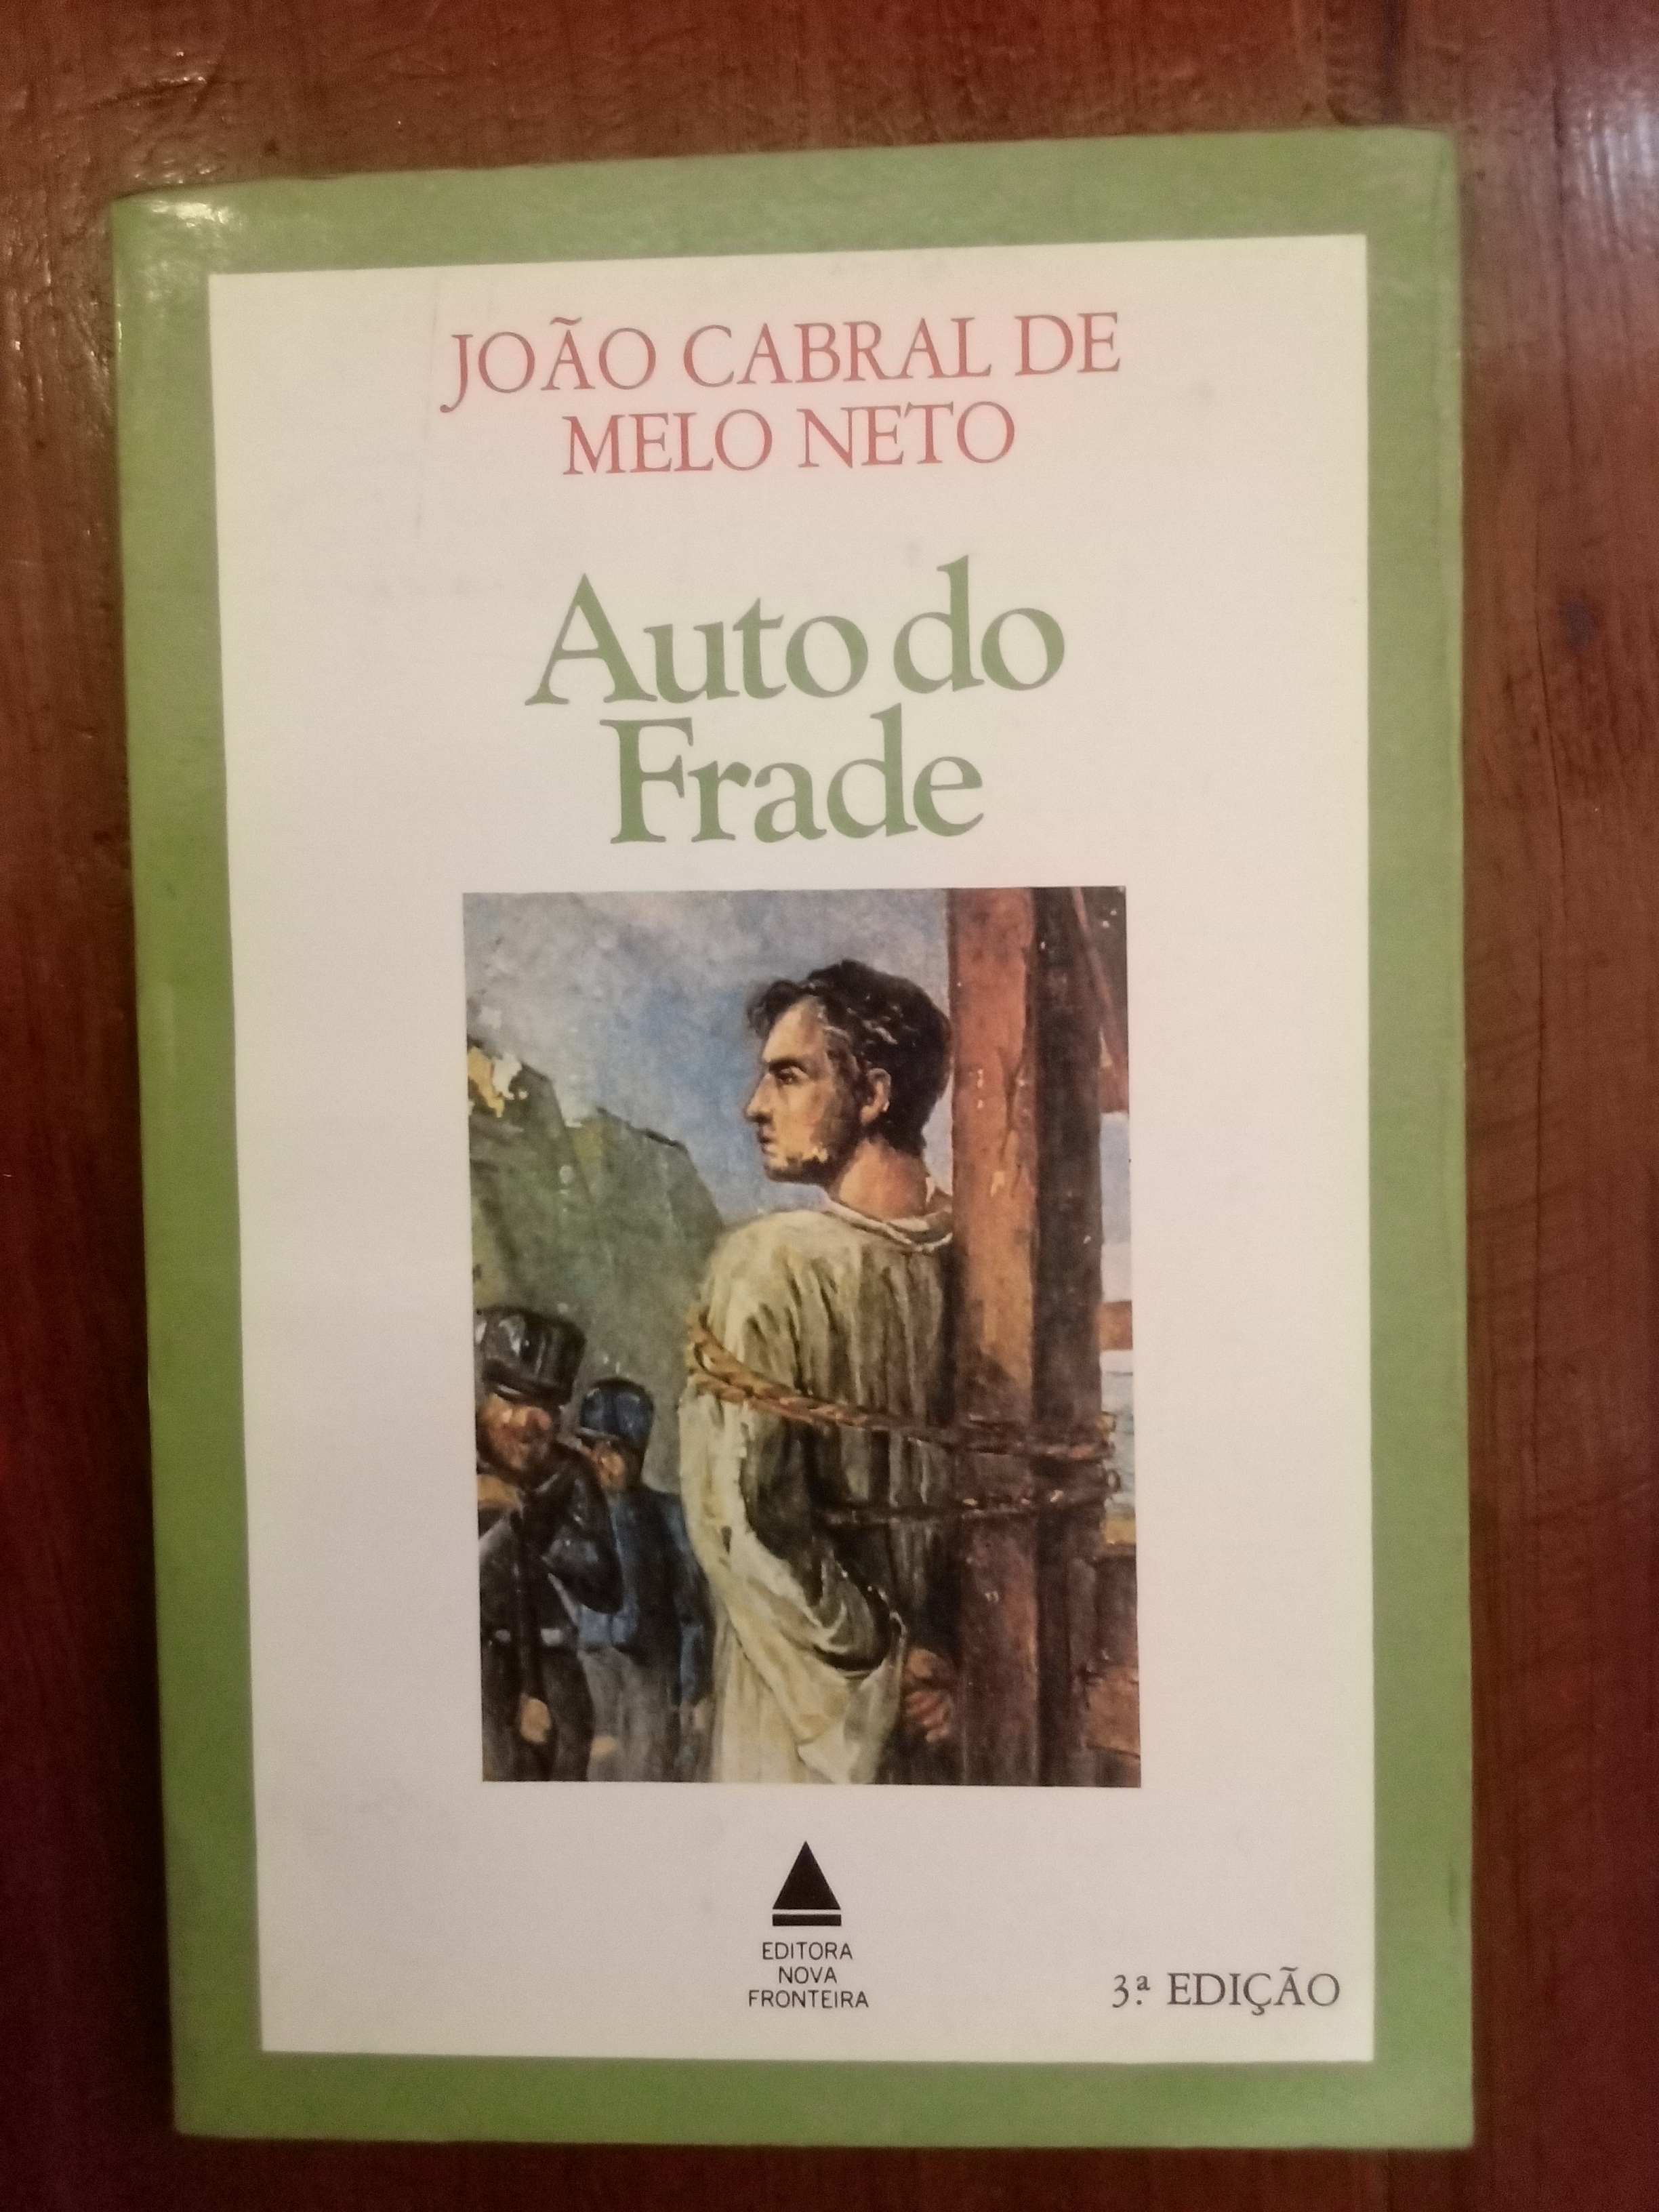 JOÃO CABRAL DE
MELO NETO
Auto do
Frade
EDITORA
NOVA
FRONTEIRA
3.ª EDIÇÃO